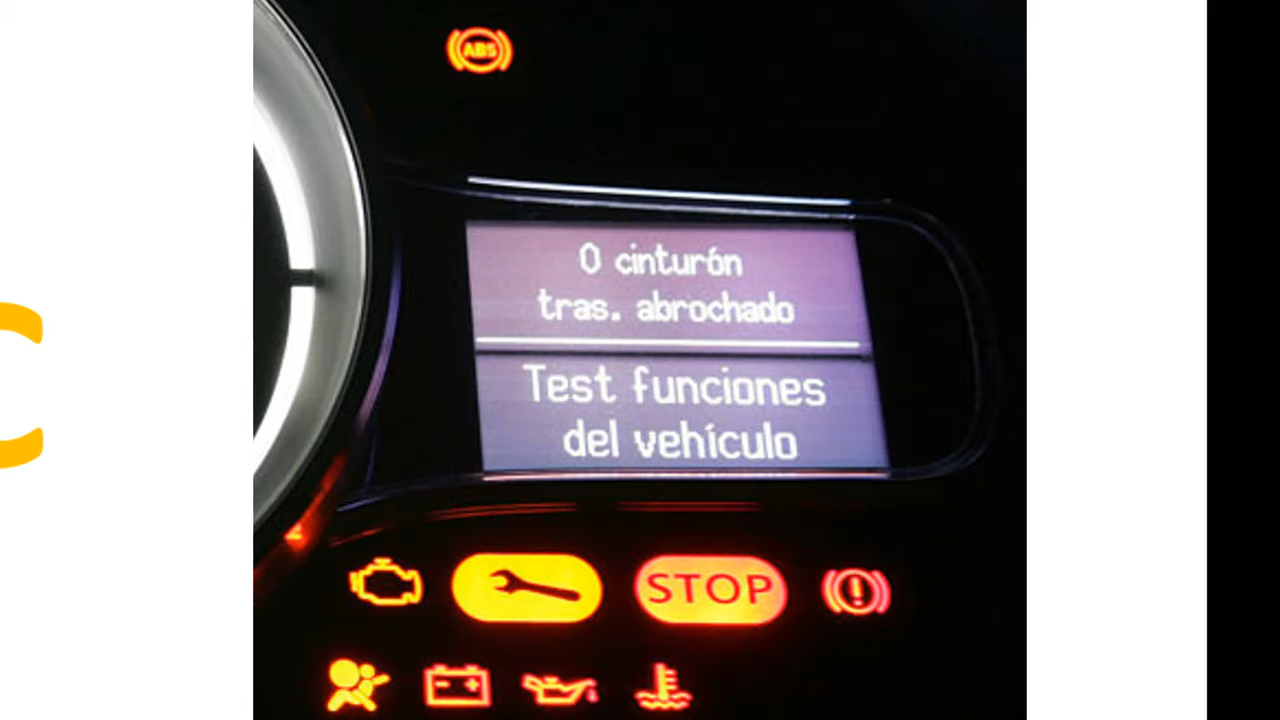 ABS
0 cinturón
tras. abrochado
Test funciones
del vehículo
STOP